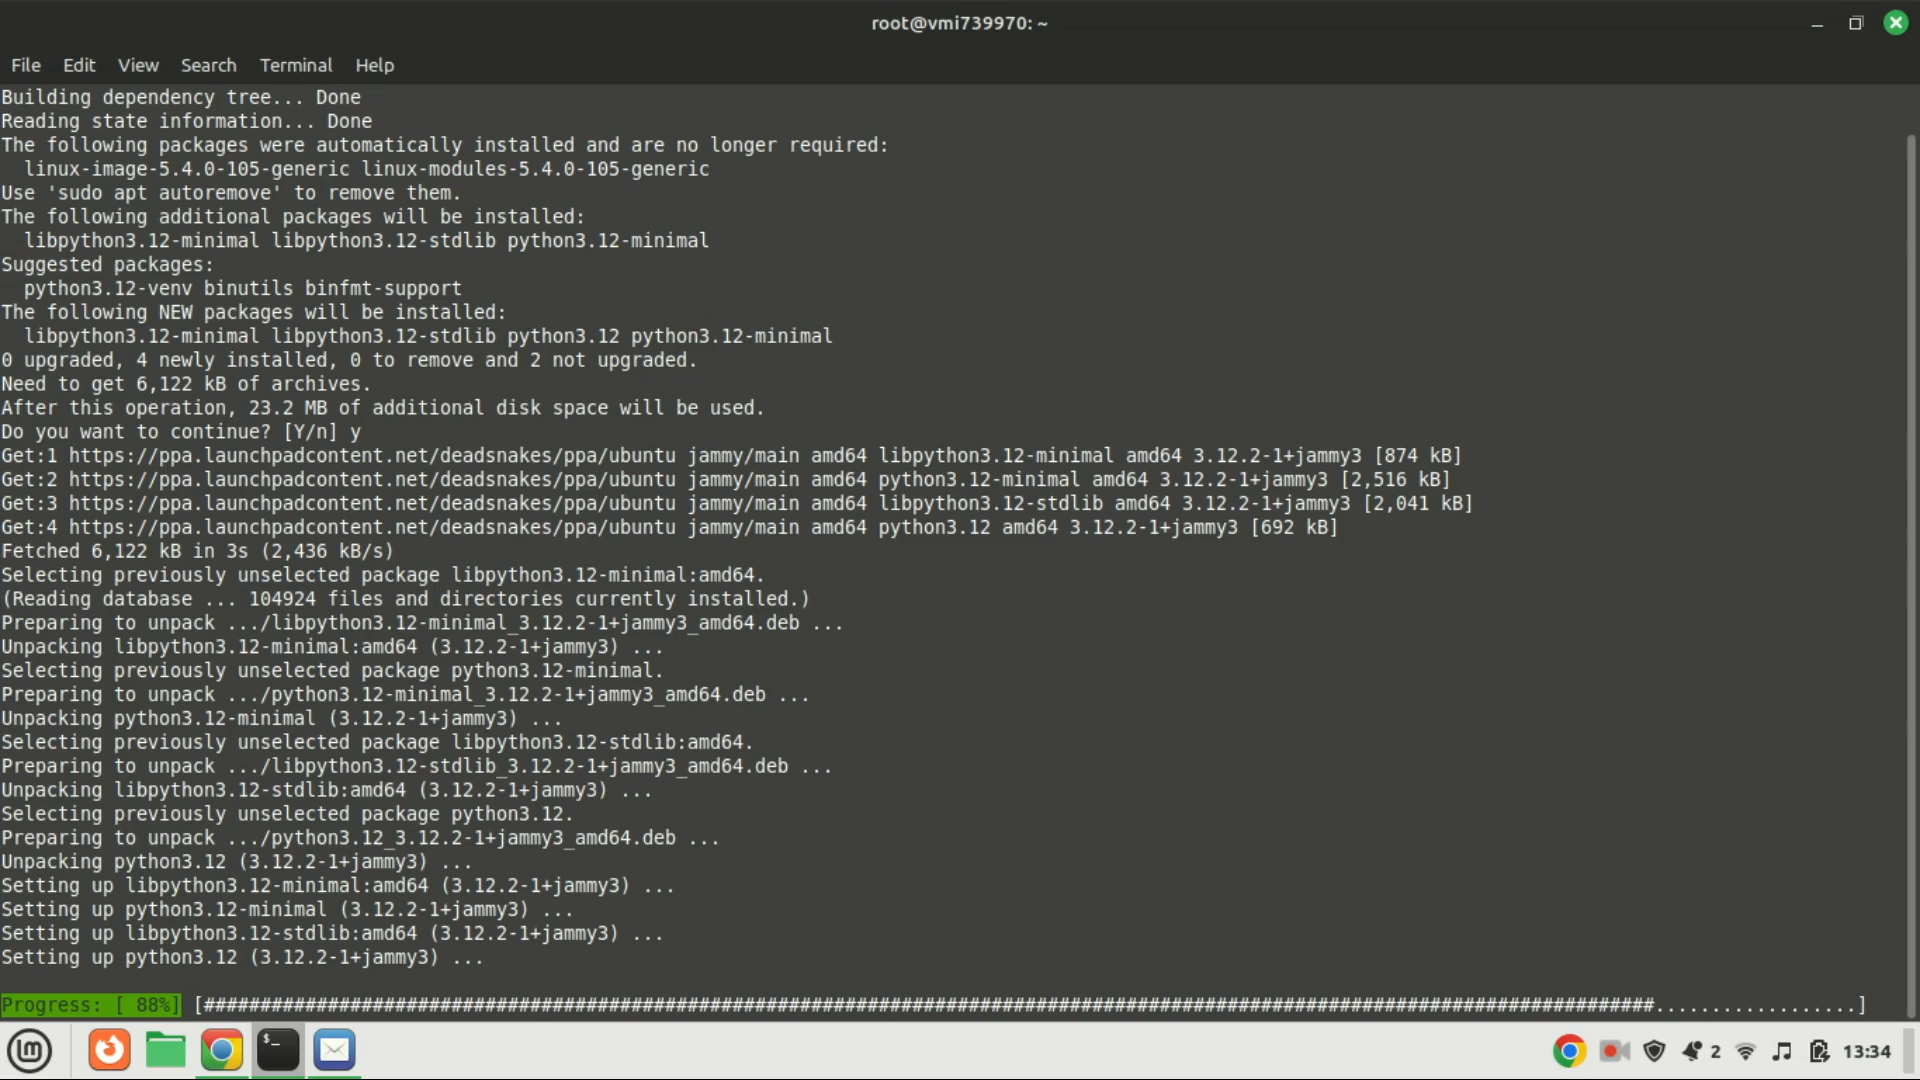 root@vmi739970: ~
File Edit View Search Terminal Help
Building dependency tree... Done
Reading state information... Done
The following packages were automatically installed and are no longer required:
  linux-image-5.4.0-105-generic linux-modules-5.4.0-105-generic
Use 'sudo apt autoremove' to remove them.
The following additional packages will be installed:
  libpython3.12-minimal libpython3.12-stdlib python3.12-minimal
Suggested packages:
  python3.12-venv binutils binfmt-support
The following NEW packages will be installed:
  libpython3.12-minimal libpython3.12-stdlib python3.12 python3.12-minimal
0 upgraded, 4 newly installed, 0 to remove and 2 not upgraded.
Need to get 6,122 kB of archives.
After this operation, 23.2 MB of additional disk space will be used.
Do you want to continue? [Y/n] y
Get:1 https://ppa.launchpadcontent.net/deadsnakes/ppa/ubuntu jammy/main amd64 libpython3.12-minimal amd64 3.12.2-1+jammy3 [874 kB]
Get:2 https://ppa.launchpadcontent.net/deadsnakes/ppa/ubuntu jammy/main amd64 python3.12-minimal amd64 3.12.2-1+jammy3 [2,516 kB]
Get:3 https://ppa.launchpadcontent.net/deadsnakes/ppa/ubuntu jammy/main amd64 libpython3.12-stdlib amd64 3.12.2-1+jammy3 [2,041 kB]
Get:4 https://ppa.launchpadcontent.net/deadsnakes/ppa/ubuntu jammy/main amd64 python3.12 amd64 3.12.2-1+jammy3 [692 kB]
Fetched 6,122 kB in 3s (2,436 kB/s)
Selecting previously unselected package libpython3.12-minimal:amd64.
(Reading database ... 104924 files and directories currently installed.)
Preparing to unpack .../libpython3.12-minimal_3.12.2-1+jammy3_amd64.deb ...
Unpacking libpython3.12-minimal:amd64 (3.12.2-1+jammy3) ...
Selecting previously unselected package python3.12-minimal.
Preparing to unpack .../python3.12-minimal_3.12.2-1+jammy3_amd64.deb ...
Unpacking python3.12-minimal (3.12.2-1+jammy3) ...
Selecting previously unselected package libpython3.12-stdlib:amd64.
Preparing to unpack .../libpython3.12-stdlib_3.12.2-1+jammy3_amd64.deb ...
Unpacking libpython3.12-stdlib:amd64 (3.12.2-1+jammy3) ...
Selecting previously unselected package python3.12.
Preparing to unpack .../python3.12_3.12.2-1+jammy3_amd64.deb ...
Unpacking python3.12 (3.12.2-1+jammy3) ...
Setting up libpython3.12-minimal:amd64 (3.12.2-1+jammy3) ...
Setting up python3.12-minimal (3.12.2-1+jammy3) ...
Setting up libpython3.12-stdlib:amd64 (3.12.2-1+jammy3) ...
Setting up python3.12 (3.12.2-1+jammy3) ...
Progress: [ 88%] [#################################################################################################################################..................]
$_ 2 13:34